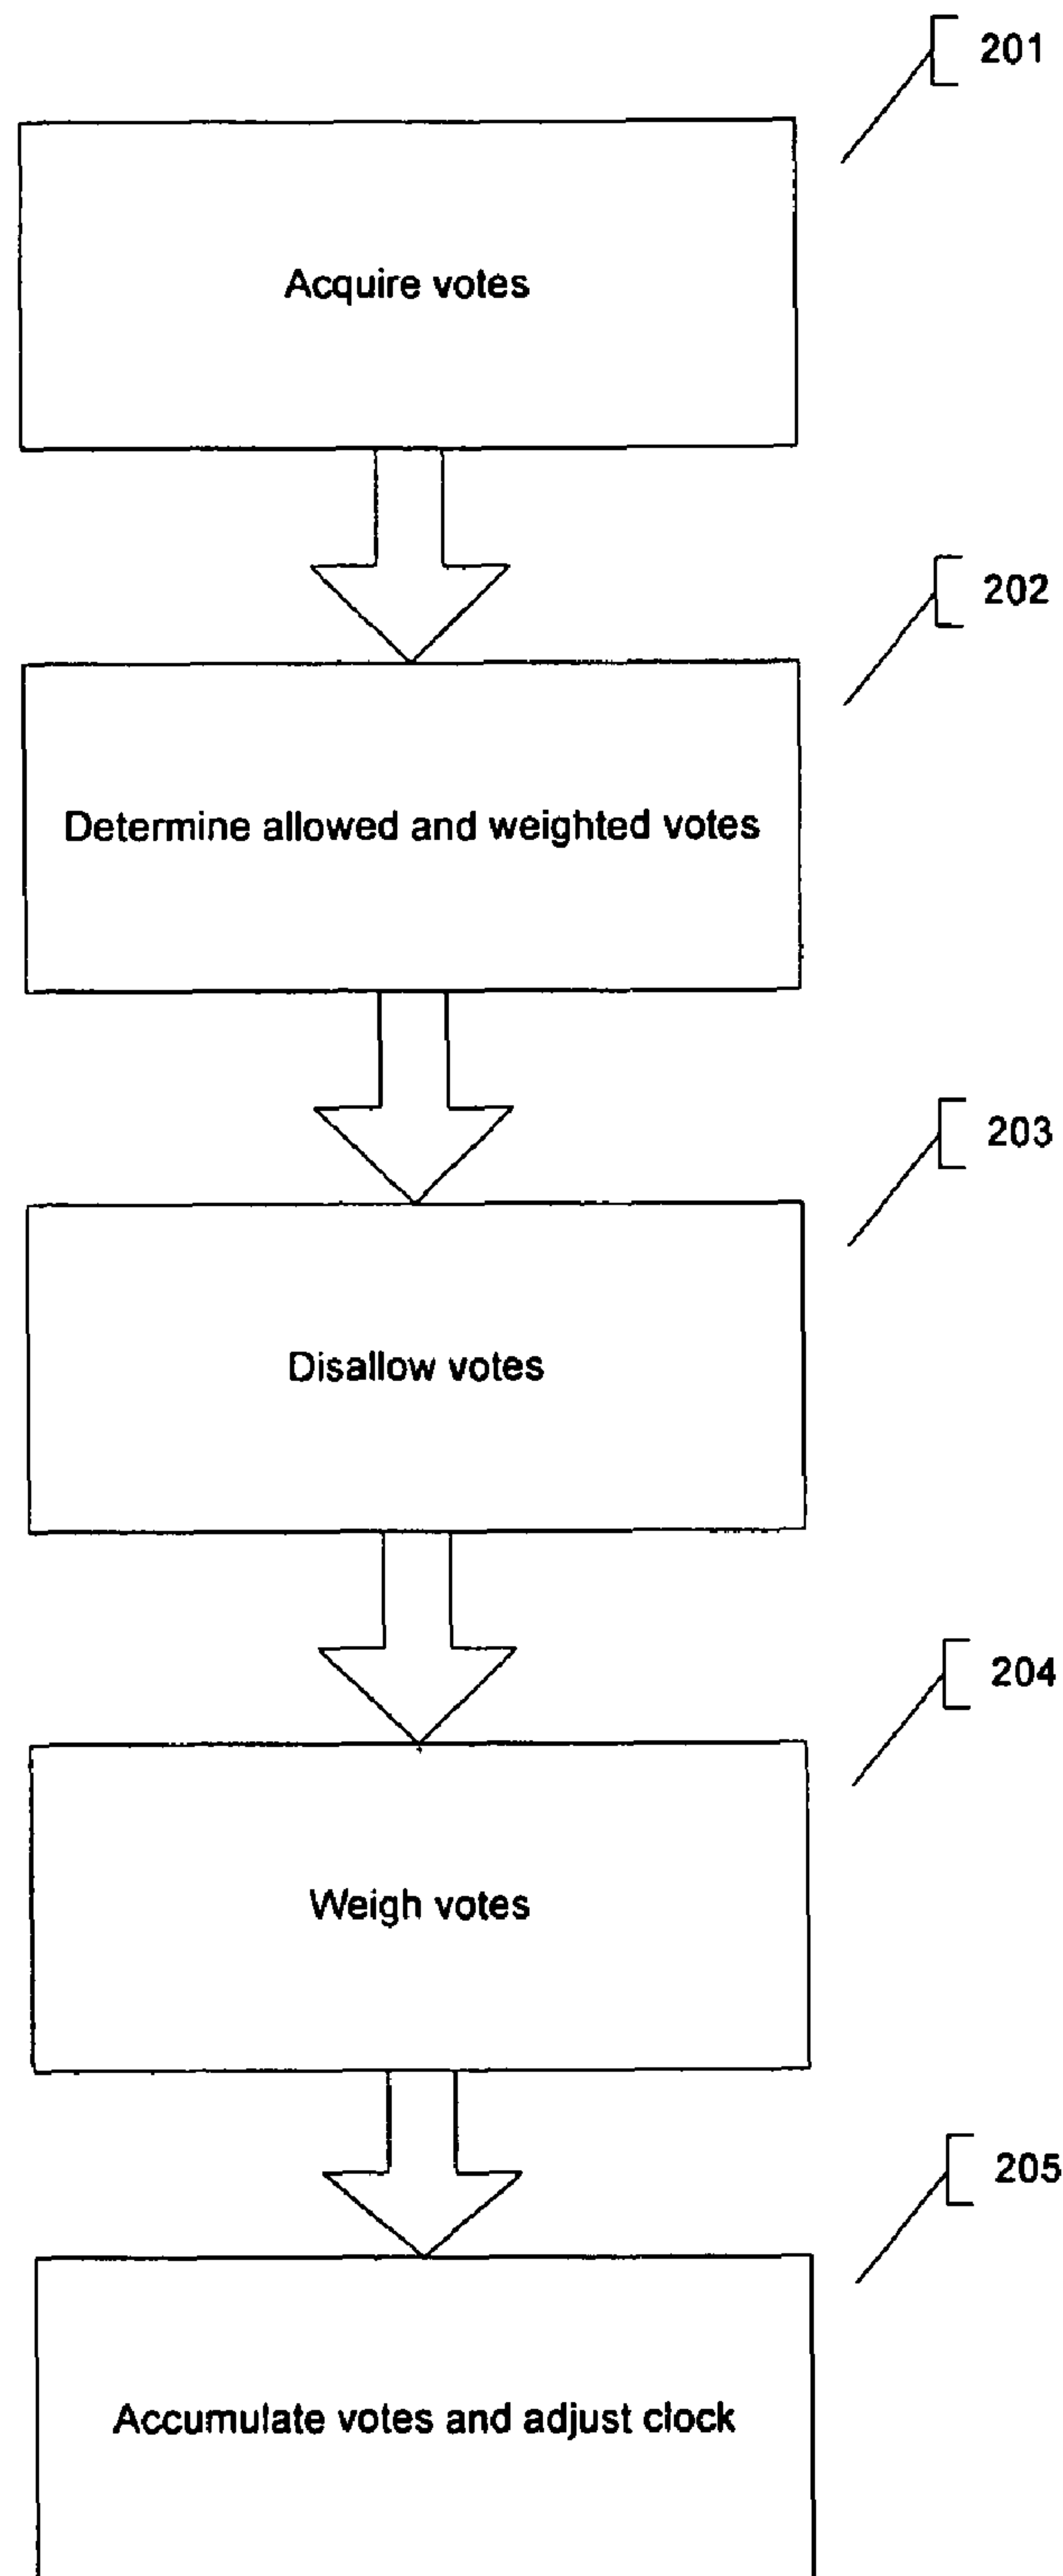 201
Acquire votes
202
Determine allowed and weighted votes
203
Disallow votes
204
Weigh votes
205
Accumulate votes and adjust clock